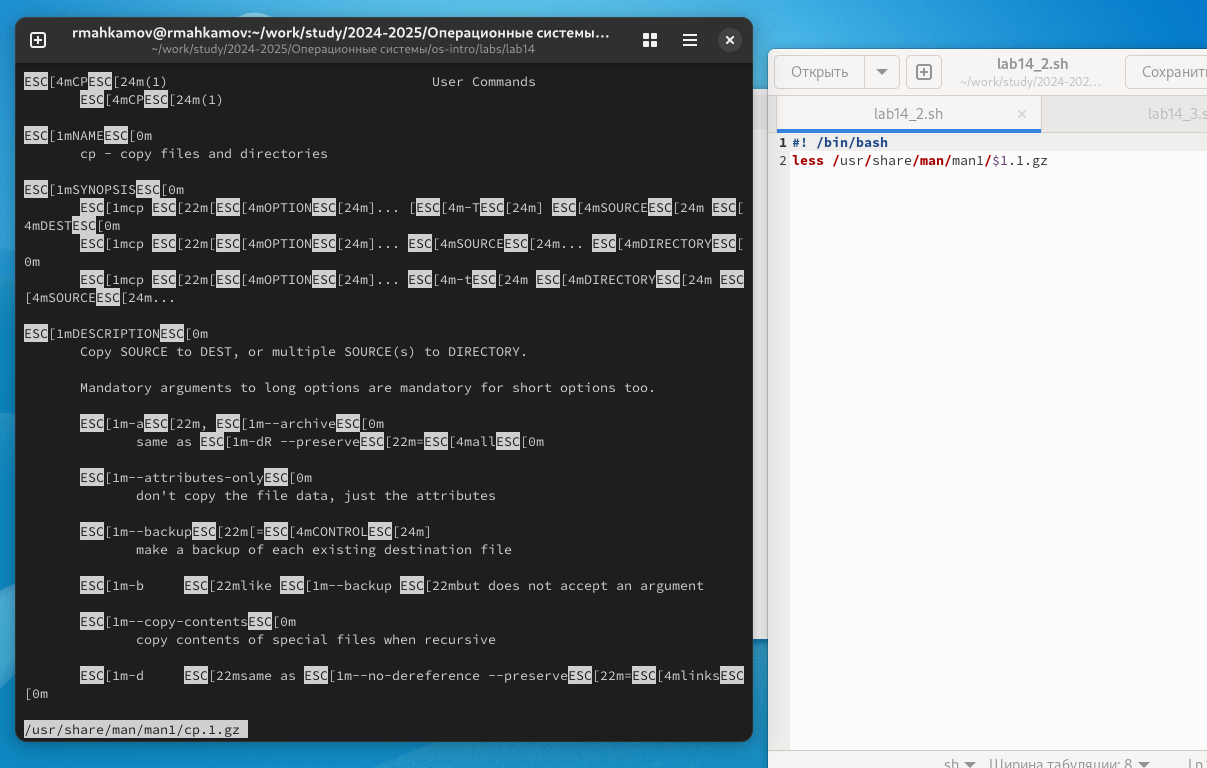 rmahkamov@rmahkamov:~/work/study/2024-2025/Операционные системы…
~/work/study/2024-2025/Операционные системы/os-intro/labs/lab14
ESC[4mCPESC[24m(1) User Commands
ESC[4mCPESC[24m(1)
ESC[1mNAMEESC[0m
cp - copy files and directories
ESC[1mSYNOPSISESC[0m
ESC[1mcp ESC[22m[ESC[4mOPTIONESC[24m]... [ESC[4m-TESC[24m] ESC[4mSOURCEESC[24m ESC[
4mDESTESC[0m
ESC[1mcp ESC[22m[ESC[4mOPTIONESC[24m]... ESC[4mSOURCEESC[24m... ESC[4mDIRECTORYESC[
0m
ESC[1mcp ESC[22m[ESC[4mOPTIONESC[24m]... ESC[4m-tESC[24m ESC[4mDIRECTORYESC[24m ESC
[4mSOURCEESC[24m...
ESC[1mDESCRIPTIONESC[0m
Copy SOURCE to DEST, or multiple SOURCE(s) to DIRECTORY.
Mandatory arguments to long options are mandatory for short options too.
ESC[1m-aESC[22m, ESC[1m--archiveESC[0m
same as ESC[1m-dR --preserveESC[22m=ESC[4mallESC[0m
ESC[1m--attributes-onlyESC[0m
don't copy the file data, just the attributes
ESC[1m--backupESC[22m[=ESC[4mCONTROLESC[24m]
make a backup of each existing destination file
ESC[1m-b ESC[22mlike ESC[1m--backup ESC[22mbut does not accept an argument
ESC[1m--copy-contentsESC[0m
copy contents of special files when recursive
ESC[1m-d ESC[22msame as ESC[1m--no-dereference --preserveESC[22m=ESC[4mlinksESC
[0m
/usr/share/man/man1/cp.1.gz
Открыть
lab14_2.sh
~/work/study/2024-202…
Сохранит
lab14_2.sh
lab14_3.s
1 #! /bin/bash
2 less /usr/share/man/man1/$1.1.gz
sh
Ширина табуляции: 8
Ln